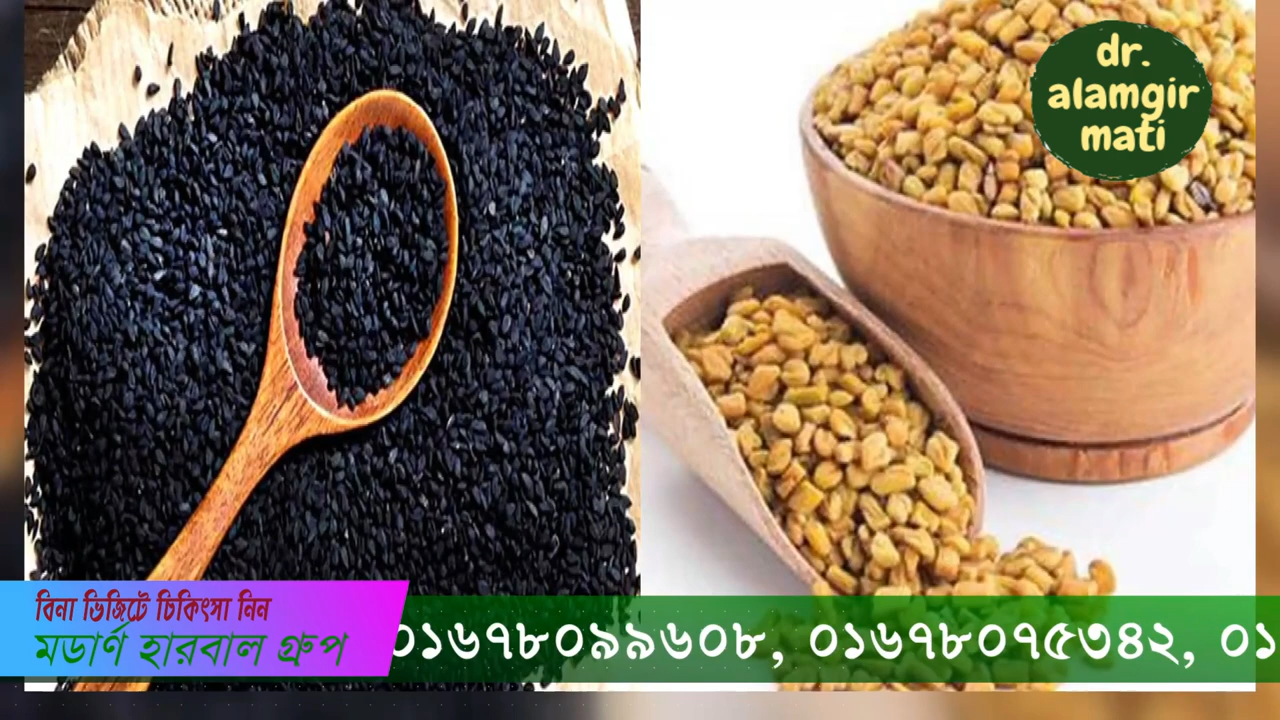 dr.
alamgir
mati
বিনা ভিজিটে চিকিৎসা নিন
মডার্ণ হারবাল গ্রুপ
০১৬৭৮০৯৯৬০৮, ০১৬৭৮০৭৫৩৪২, ০১